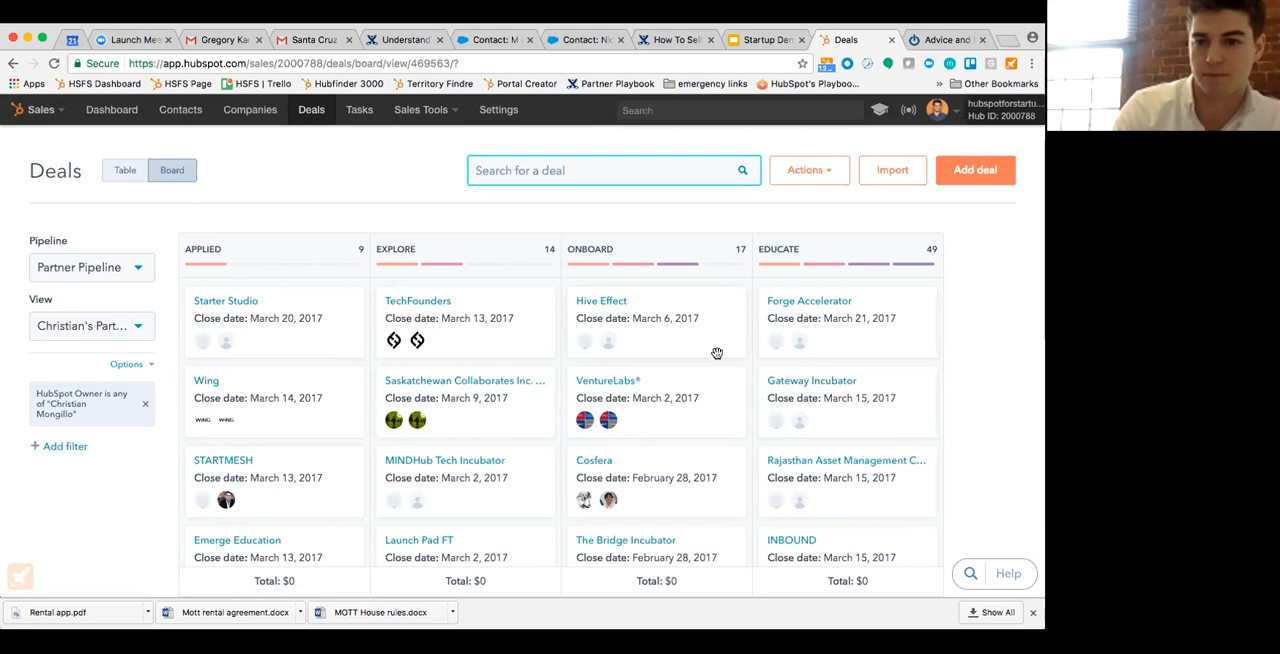 21
Launch Me
Gregory Ka
Santa Cruz
Understand
Contact: M
Contact: Nic
How To Sel
Startup Den
Deals
Advice and
Secure https://app.hubspot.com/sales/2000788/deals/board/view/469563/?
Apps HSFS Dashboard HSFS Page HSFS | Trello Hubfinder 3000 Territory Findre Portal Creator Partner Playbook emergency links HubSpot's Playboo... » Other Bookmarks
Sales Dashboard Contacts Companies Deals Tasks Sales Tools Settings Search
hubspotforstartu...
Hub ID: 2000788
Deals Table Board Search for a deal Actions Import Add deal
Pipeline
Partner Pipeline
View
Christian's Part...
Options
HubSpot Owner is any
of "Christian
Mongillo"
+ Add filter
APPLIED 9
Starter Studio
Close date: March 20, 2017
Wing
Close date: March 14, 2017
WING WING
STARTMESH
Close date: March 13, 2017
Emerge Education
Close date: March 13, 2017
Total: $0
EXPLORE 14
TechFounders
Close date: March 13, 2017
Saskatchewan Collaborates Inc. ...
Close date: March 9, 2017
MINDHub Tech Incubator
Close date: March 2, 2017
Launch Pad FT
Close date: March 2, 2017
Total: $0
ONBOARD 17
Hive Effect
Close date: March 6, 2017
VentureLabs®
Close date: March 2, 2017
Cosfera
Close date: February 28, 2017
The Bridge Incubator
Close date: February 28, 2017
Total: $0
EDUCATE 49
Forge Accelerator
Close date: March 21, 2017
Gateway Incubator
Close date: March 15, 2017
Rajasthan Asset Management C...
Close date: March 15, 2017
INBOUND
Close date: March 15, 2017
Total: $0
Help
Rental app.pdf
Mott rental agreement.docx
MOTT House rules.docx
Show All